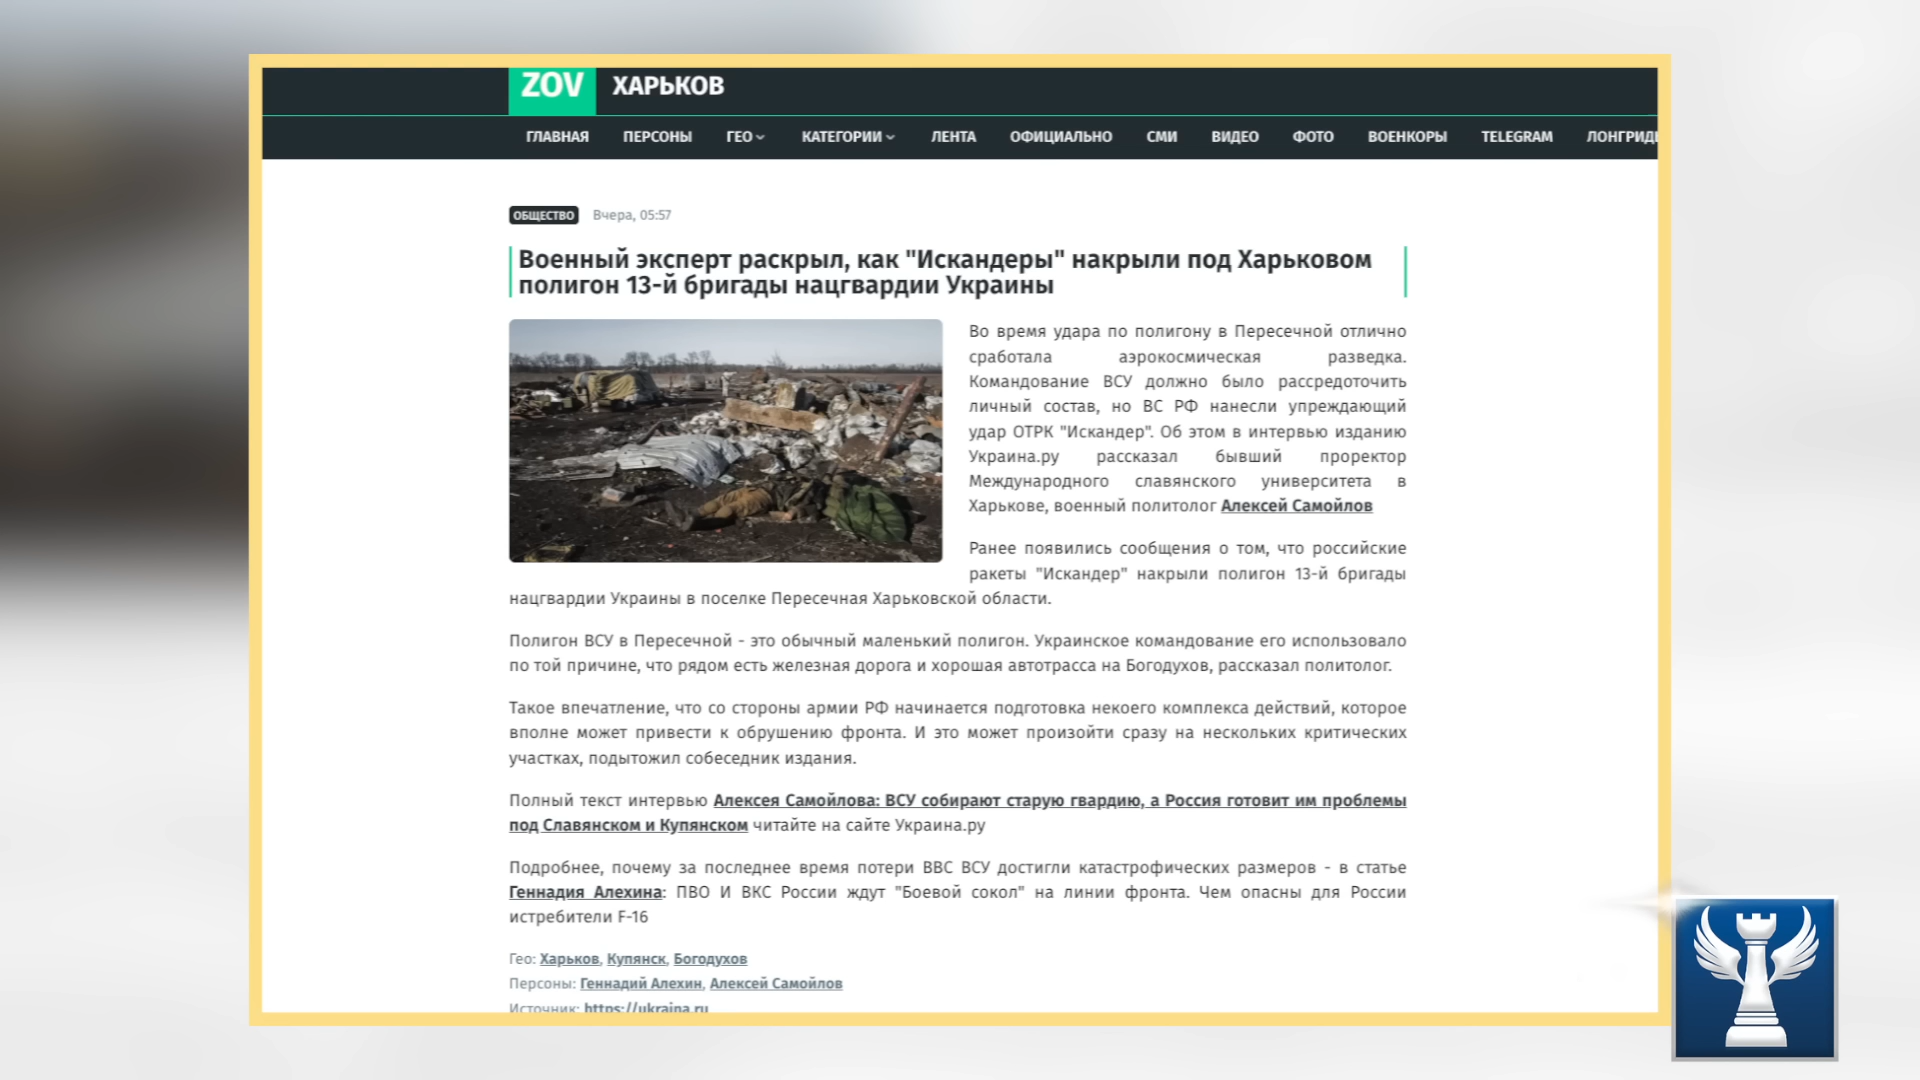 ZOV ХАРЬКОВ
ГЛАВНАЯ ПЕРСОНЫ ГЕО КАТЕГОРИИ ЛЕНТА ОФИЦИАЛЬНО СМИ ВИДЕО ФОТО ВОЕНКОРЫ TELEGRAM ЛОНГРИДЫ
ОБЩЕСТВО Вчера, 05:57
Военный эксперт раскрыл, как "Искандеры" накрыли под Харьковом
полигон 13-й бригады нацгвардии Украины
Во время удара по полигону в Пересечной отлично
сработала аэрокосмическая разведка.
Командование ВСУ должно было рассредоточить
личный состав, но ВС РФ нанесли упреждающий
удар ОТРК "Искандер". Об этом в интервью изданию
Украина.ру рассказал бывший проректор
Международного славянского университета в
Харькове, военный политолог Алексей Самойлов
Ранее появились сообщения о том, что российские
ракеты "Искандер" накрыли полигон 13-й бригады
нацгвардии Украины в поселке Пересечная Харьковской области.
Полигон ВСУ в Пересечной - это обычный маленький полигон. Украинское командование его использовало
по той причине, что рядом есть железная дорога и хорошая автотрасса на Богодухов, рассказал политолог.
Такое впечатление, что со стороны армии РФ начинается подготовка некоего комплекса действий, которое
вполне может привести к обрушению фронта. И это может произойти сразу на нескольких критических
участках, подытожил собеседник издания.
Полный текст интервью Алексея Самойлова: ВСУ собирают старую гвардию, а Россия готовит им проблемы
под Славянском и Купянском читайте на сайте Украина.ру
Подробнее, почему за последнее время потери ВВС ВСУ достигли катастрофических размеров - в статье
Геннадия Алехина: ПВО И ВКС России ждут "Боевой сокол" на линии фронта. Чем опасны для России
истребители F-16
Гео: Харьков, Купянск, Богодухов
Персоны: Геннадий Алехин, Алексей Самойлов
Источник: https://ukraina.ru